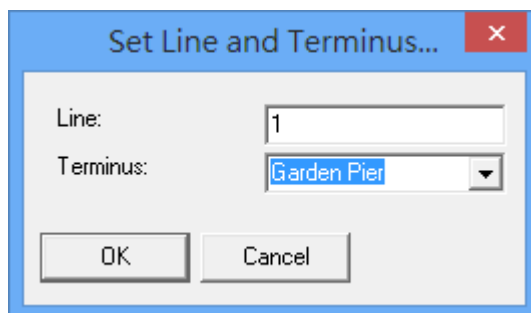 Set Line and Terminus...
Line: 1
Terminus: Garden Pier
OK Cancel